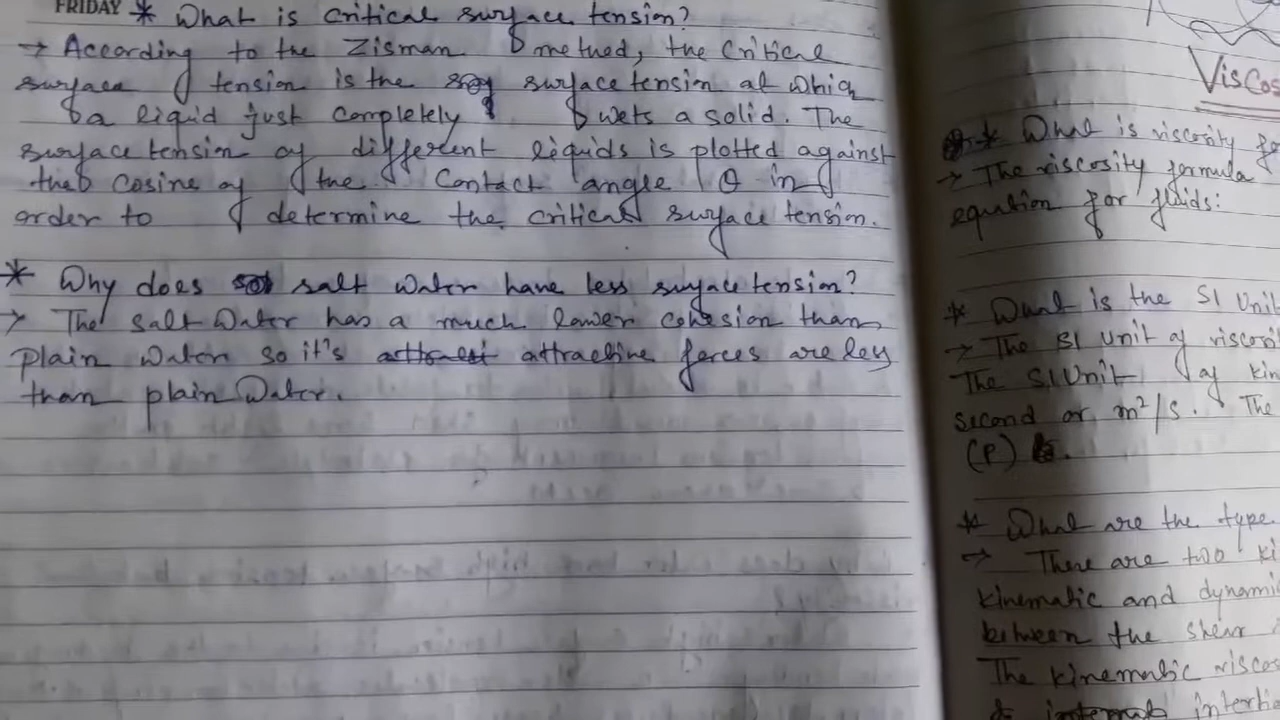 FRIDAY * What is critical surface tension?
→ According to the Zisman method, the Critical
surface tension is the surface tension at which
a liquid just completely wets a solid. The
surface tension of different liquids is plotted against
the cosine of the Contact angle θ in
order to determine the critical surface tension.
* Why does salt water have less surface tension?
→ The salt water has a much lower cohesion than
plain water so it's attractive forces are less
than plain water.
Viscos
* What is viscosity fo
→ The viscosity formula
equation for fluids:
* What is the SI Unit
→ The SI Unit of viscosit
The SI Unit of kin
second or m²/s. The
(P)
* What are the type
→ There are two ki
kinematic and dynami
between the shear
The kinematic visco